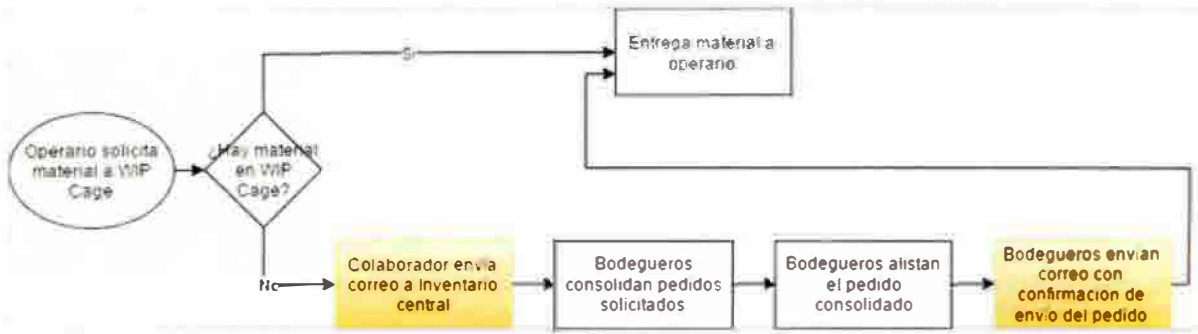 Entrega material a
operario
Si
Operario solicita
material a WIP
Cage
¿Hay material
en WIP
Cage?
No
Colaborador envía
correo a Inventario
central
Bodegueros
consolidan pedidos
solicitados
Bodegueros alistan
el pedido
consolidado
Bodegueros envían
correo con
confirmación de
envío del pedido